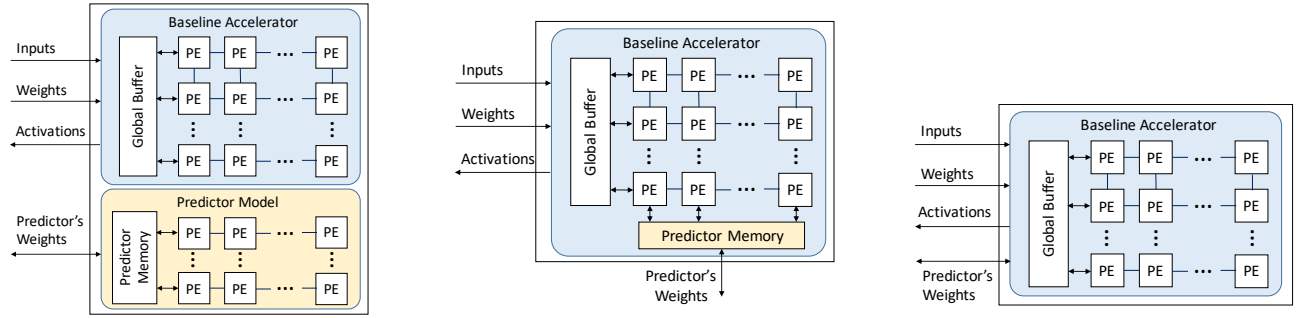 Baseline Accelerator
Inputs
Weights
Activations
Global Buffer
PE PE ... PE
PE PE ... PE
PE PE ... PE
Predictor Model
Predictor's
Weights
Predictor
Memory
PE PE ... PE
PE PE ... PE
Baseline Accelerator
Inputs
Weights
Activations
Global Buffer
PE PE ... PE
PE PE ... PE
PE PE ... PE
Predictor Memory
Predictor's
Weights
Baseline Accelerator
Inputs
Weights
Activations
Predictor's
Weights
Global Buffer
PE PE ... PE
PE PE ... PE
PE PE ... PE